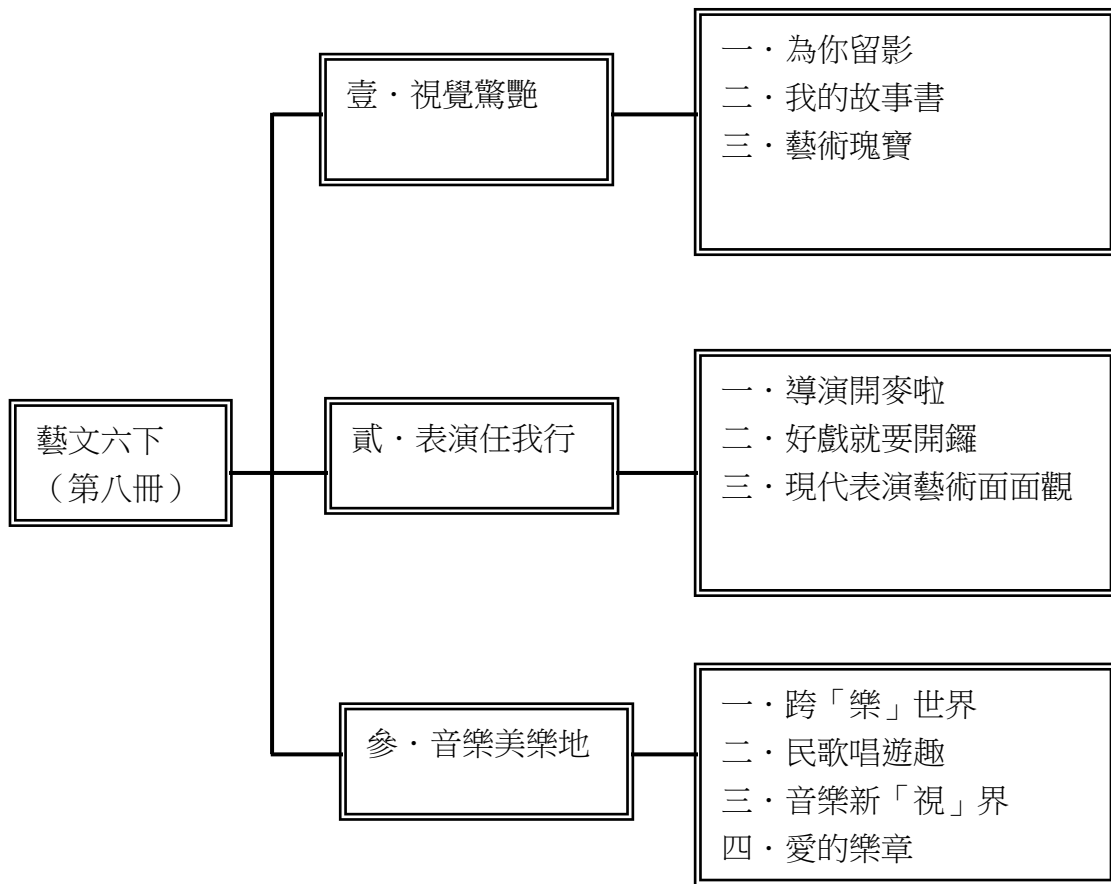 藝文六下
（第八冊）
壹．視覺驚艷
一．為你留影
二．我的故事書
三．藝術瑰寶
貳．表演任我行
一．導演開麥啦
二．好戲就要開鑼
三．現代表演藝術面面觀
參．音樂美樂地
一．跨「樂」世界
二．民歌唱遊趣
三．音樂新「視」界
四．愛的樂章